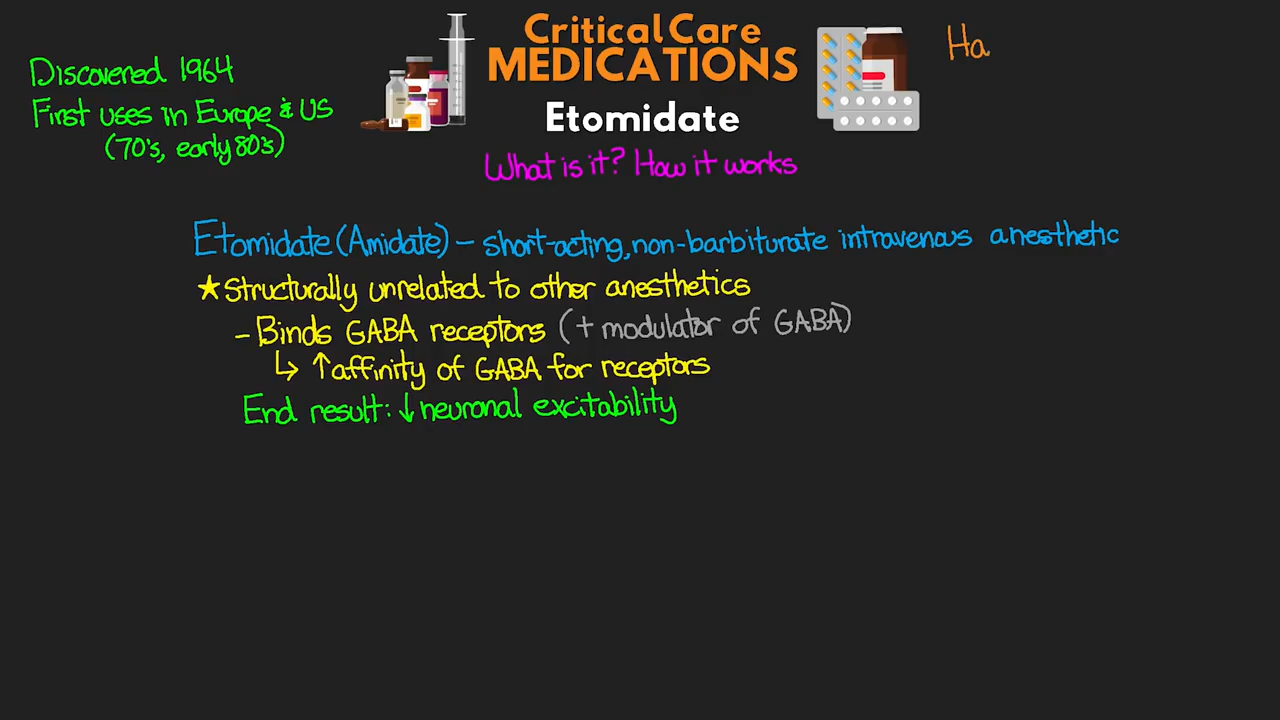 Critical Care
MEDICATIONS
Etomidate
What is it? How it works
Discovered 1964
First uses in Europe & US
(70's, early 80's)
Ha
Etomidate (Amidate) – short-acting, non-barbiturate intravenous anesthetic
★ Structurally unrelated to other anesthetics
- Binds GABA receptors (+ modulator of GABA)
↳ ↑ affinity of GABA for receptors
End result: ↓ neuronal excitability